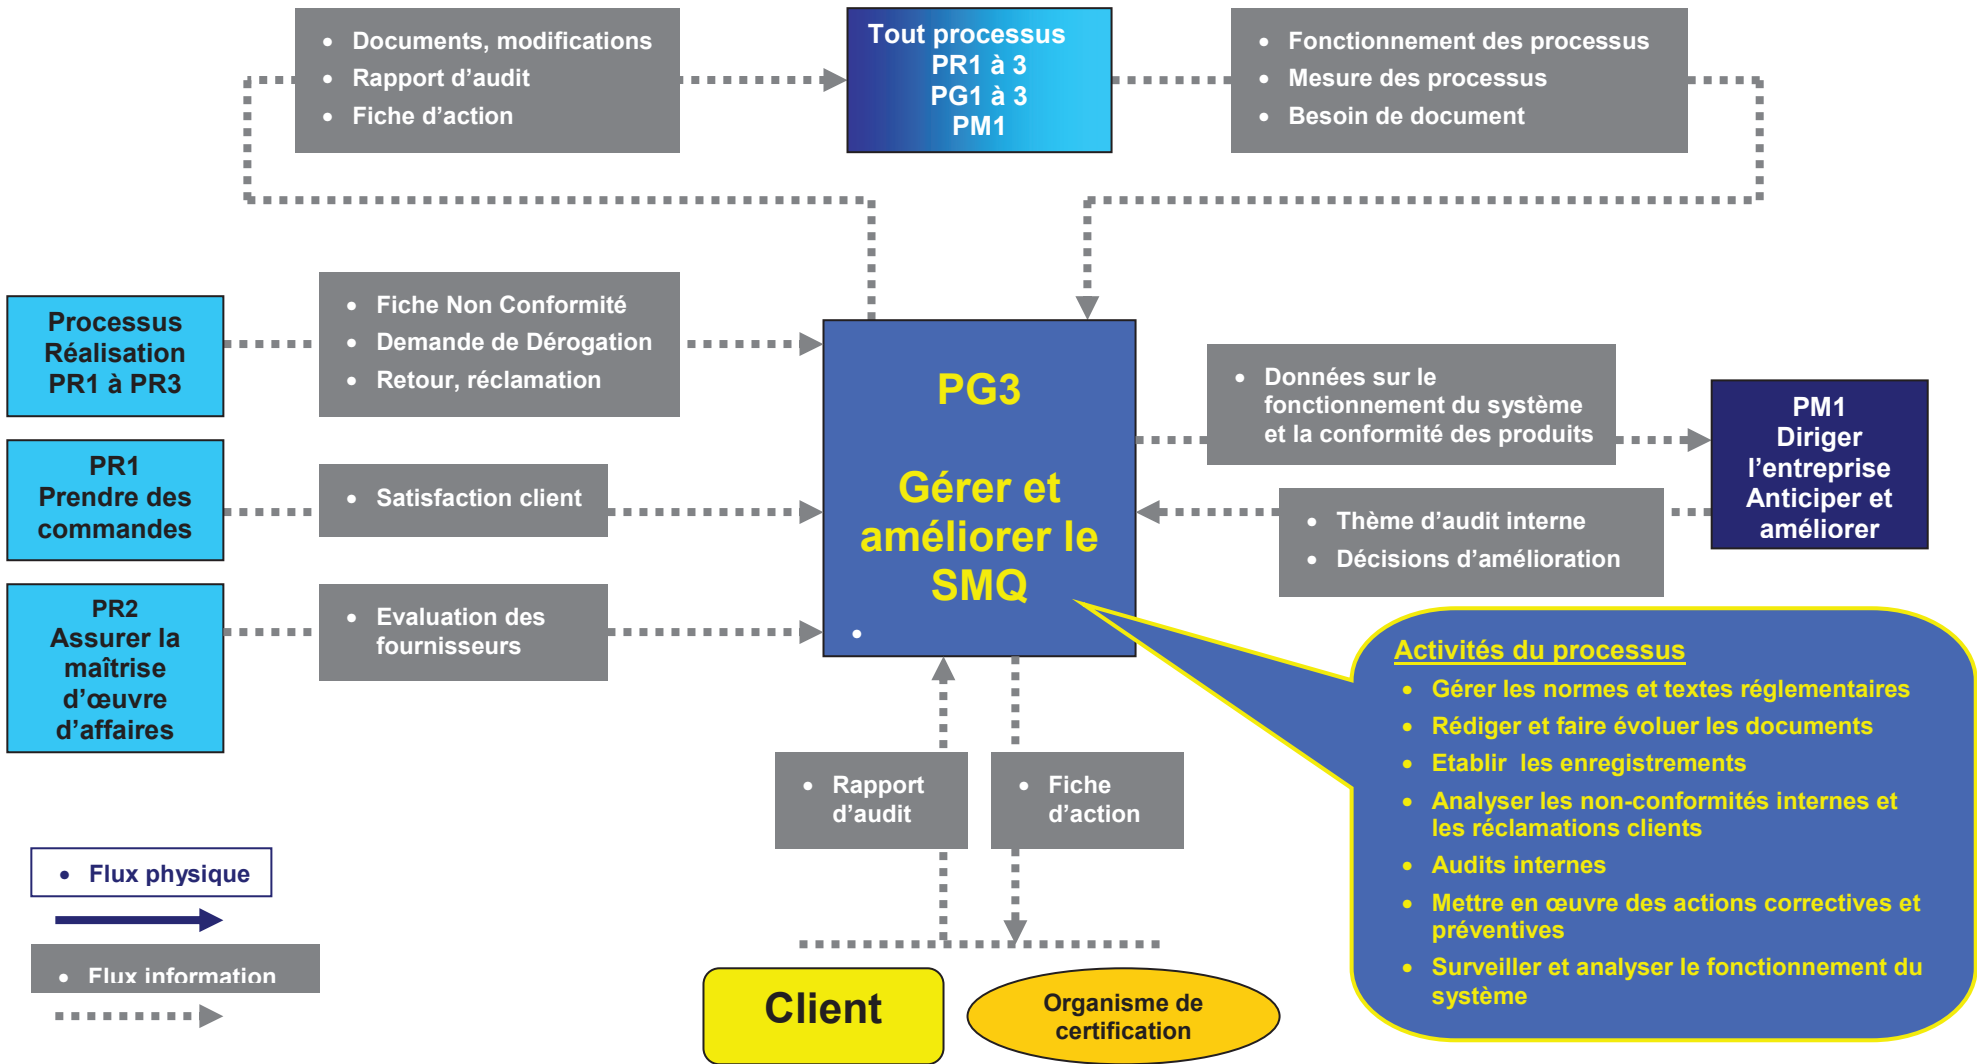 • Documents, modifications
• Rapport d’audit
• Fiche d’action
Tout processus
PR1 à 3
PG1 à 3
PM1
• Fonctionnement des processus
• Mesure des processus
• Besoin de document
Processus
Réalisation
PR1 à PR3
• Fiche Non Conformité
• Demande de Dérogation
• Retour, réclamation
PR1
Prendre des
commandes
• Satisfaction client
PR2
Assurer la
maîtrise
d’œuvre
d’affaires
• Evaluation des
fournisseurs
PG3
Gérer et
améliorer le
SMQ
•
• Données sur le
fonctionnement du système
et la conformité des produits
• Thème d’audit interne
• Décisions d’amélioration
PM1
Diriger
l’entreprise
Anticiper et
améliorer
Activités du processus
• Gérer les normes et textes réglementaires
• Rédiger et faire évoluer les documents
• Etablir  les enregistrements
• Analyser les non-conformités internes et
les réclamations clients
• Audits internes
• Mettre en œuvre des actions correctives et
préventives
• Surveiller et analyser le fonctionnement du
système
• Rapport
d’audit
• Fiche
d’action
• Flux physique
• Flux information
Client
Organisme de
certification